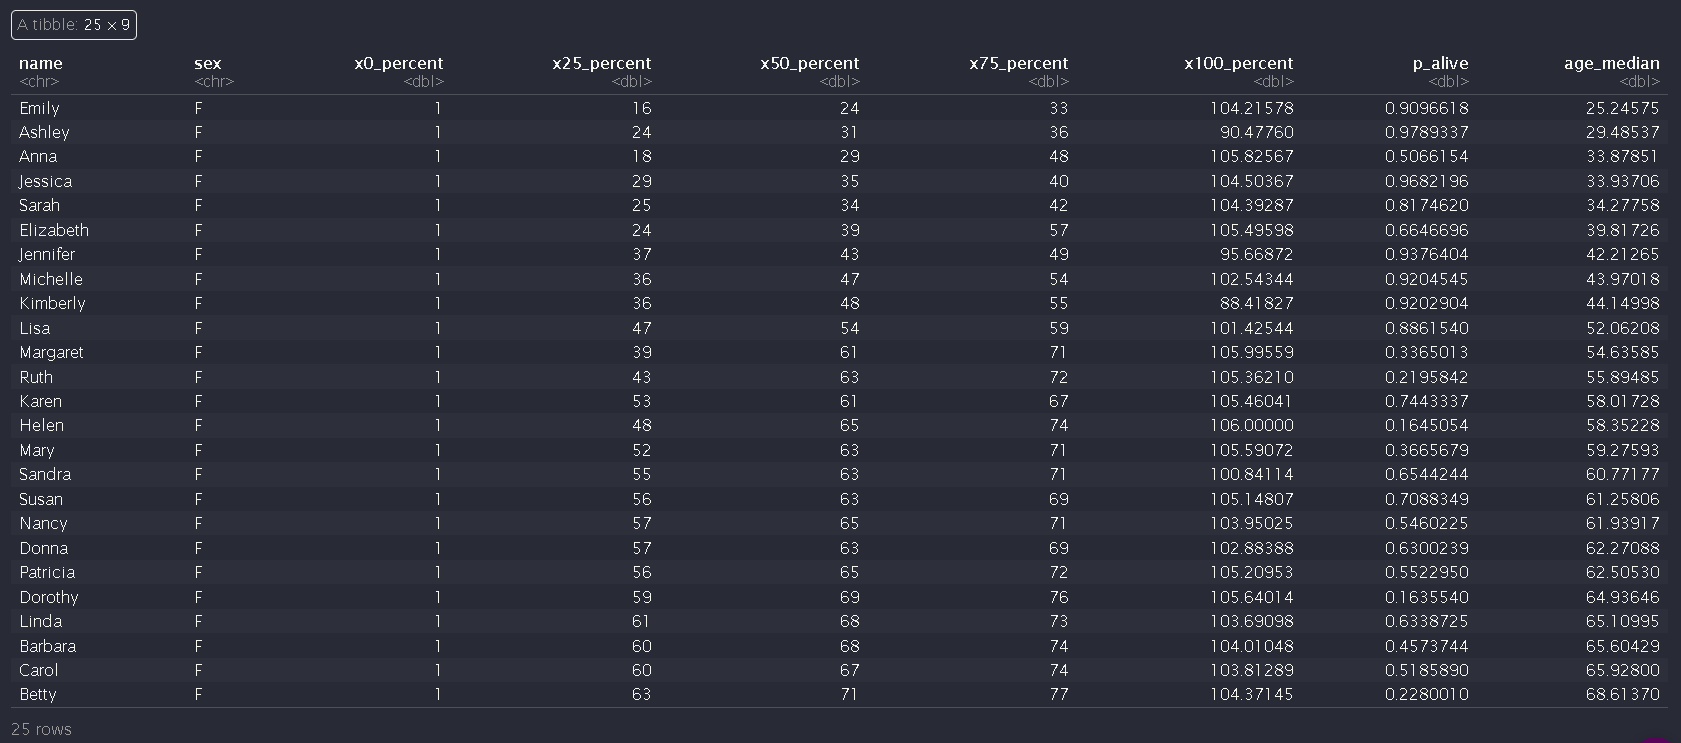 A tibble: 25 × 9
name sex x0_percent x25_percent x50_percent x75_percent x100_percent p_alive age_median
<chr> <chr> <dbl> <dbl> <dbl> <dbl> <dbl> <dbl> <dbl>
Emily F 1 16 24 33 104.21578 0.9096618 25.24575
Ashley F 1 24 31 36 90.47760 0.9789337 29.48537
Anna F 1 18 29 48 105.82567 0.5066154 33.87851
Jessica F 1 29 35 40 104.50367 0.9682196 33.93706
Sarah F 1 25 34 42 104.39287 0.8174620 34.27758
Elizabeth F 1 24 39 57 105.49598 0.6646696 39.81726
Jennifer F 1 37 43 49 95.66872 0.9376404 42.21265
Michelle F 1 36 47 54 102.54344 0.9204545 43.97018
Kimberly F 1 36 48 55 88.41827 0.9202904 44.14998
Lisa F 1 47 54 59 101.42544 0.8861540 52.06208
Margaret F 1 39 61 71 105.99559 0.3365013 54.63585
Ruth F 1 43 63 72 105.36210 0.2195842 55.89485
Karen F 1 53 61 67 105.46041 0.7443337 58.01728
Helen F 1 48 65 74 106.00000 0.1645054 58.35228
Mary F 1 52 63 71 105.59072 0.3665679 59.27593
Sandra F 1 55 63 71 100.84114 0.6544244 60.77177
Susan F 1 56 63 69 105.14807 0.7088349 61.25806
Nancy F 1 57 65 71 103.95025 0.5460225 61.93917
Donna F 1 57 63 69 102.88388 0.6300239 62.27088
Patricia F 1 56 65 72 105.20953 0.5522950 62.50530
Dorothy F 1 59 69 76 105.64014 0.1635540 64.93646
Linda F 1 61 68 73 103.69098 0.6338725 65.10995
Barbara F 1 60 68 74 104.01048 0.4573744 65.60429
Carol F 1 60 67 74 103.81289 0.5185890 65.92800
Betty F 1 63 71 77 104.37145 0.2280010 68.61370
25 rows